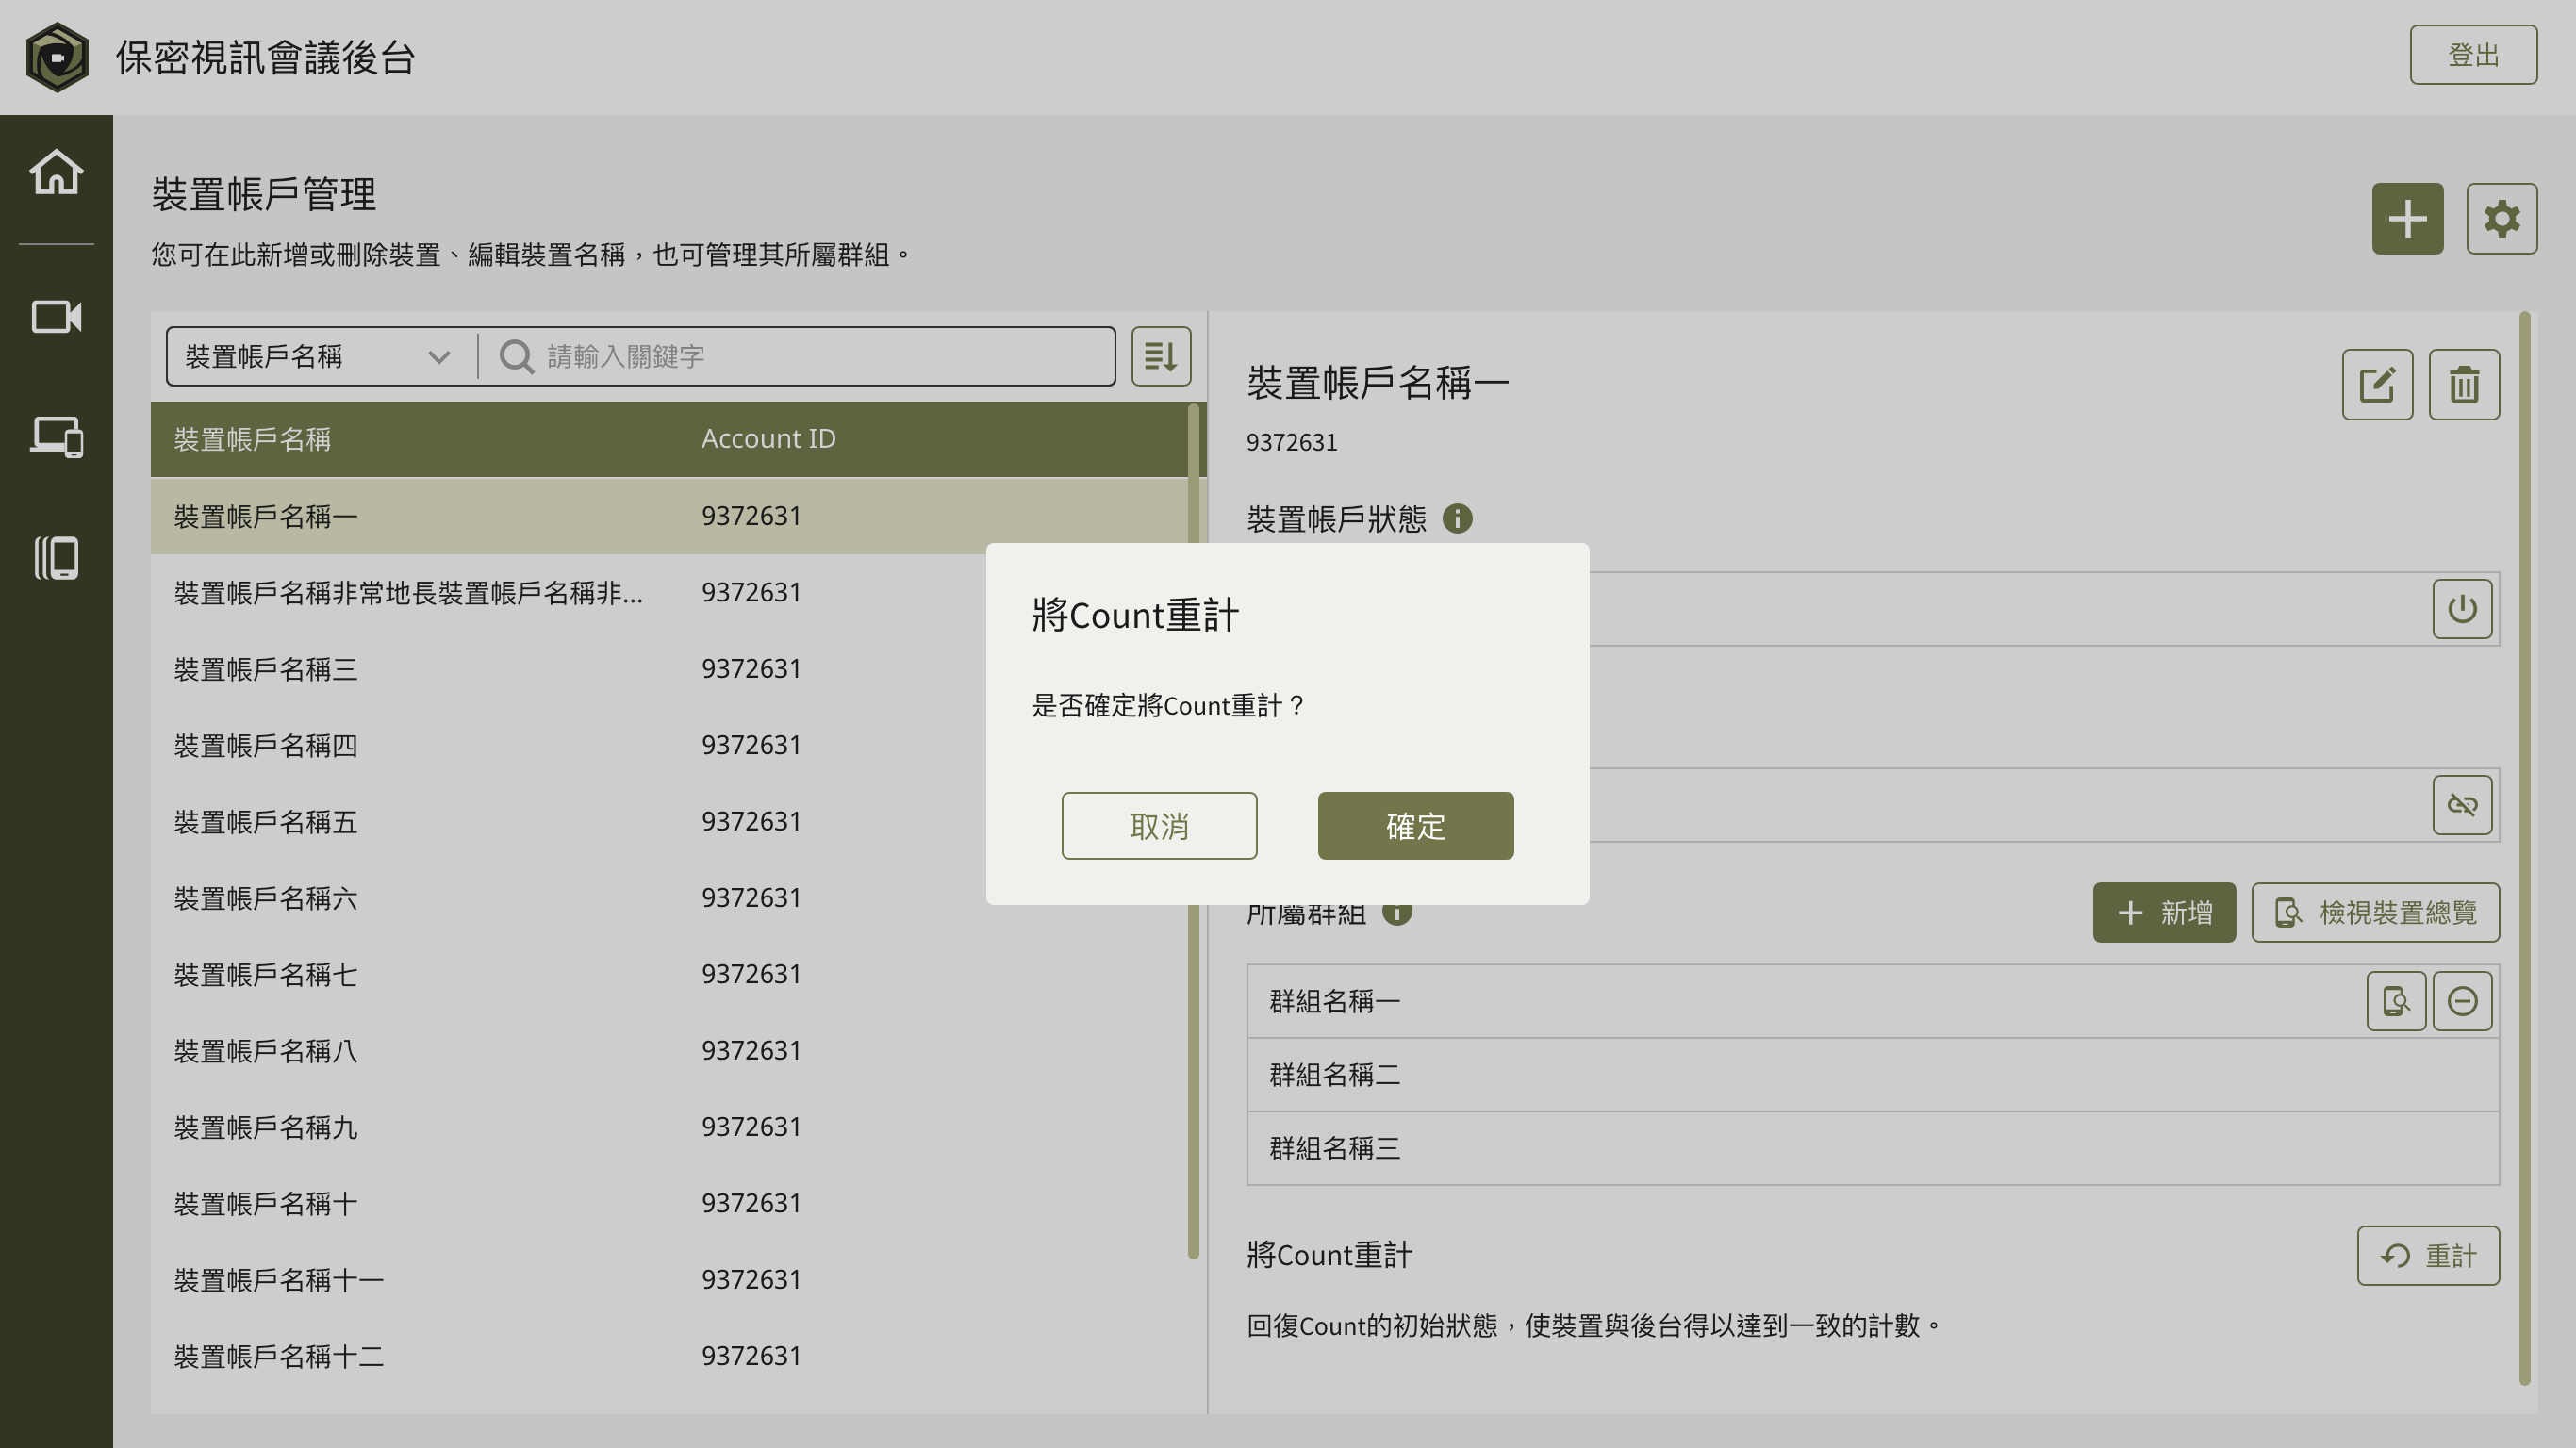 保密視訊會議後台
登出
裝置帳戶管理
您可在此新增或刪除裝置、編輯裝置名稱，也可管理其所屬群組。
裝置帳戶名稱
請輸入關鍵字
裝置帳戶名稱 Account ID
裝置帳戶名稱一 9372631
裝置帳戶名稱非常地長裝置帳戶名稱非... 9372631
裝置帳戶名稱三 9372631
裝置帳戶名稱四 9372631
裝置帳戶名稱五 9372631
裝置帳戶名稱六 9372631
裝置帳戶名稱七 9372631
裝置帳戶名稱八 9372631
裝置帳戶名稱九 9372631
裝置帳戶名稱十 9372631
裝置帳戶名稱十一 9372631
裝置帳戶名稱十二 9372631
裝置帳戶名稱一
9372631
裝置帳戶狀態
將Count重計
是否確定將Count重計？
取消
確定
所屬群組
新增
檢視裝置總覽
群組名稱一
群組名稱二
群組名稱三
將Count重計
重計
回復Count的初始狀態，使裝置與後台得以達到一致的計數。